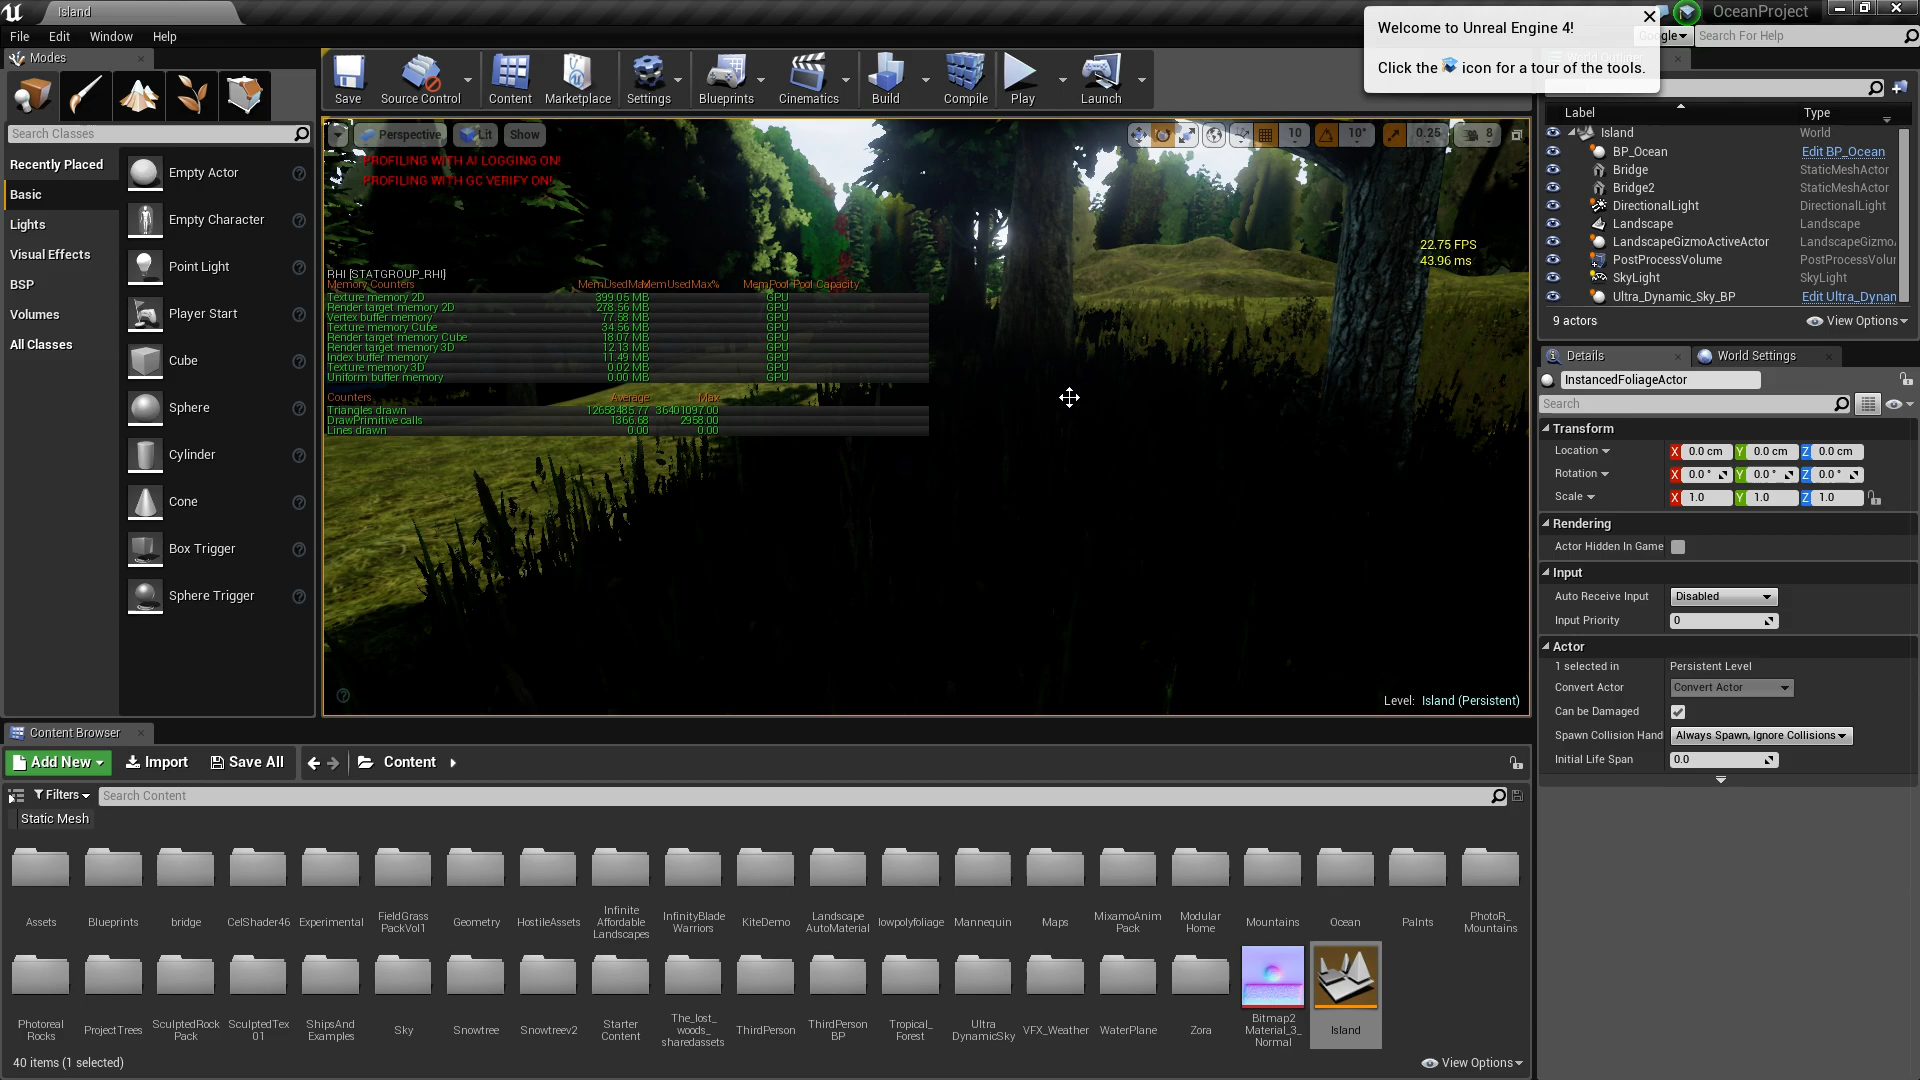 Island
OceanProject
File Edit Window Help
Welcome to Unreal Engine 4!
Click the icon for a tour of the tools.
Google
Search For Help
Modes
Save
Source Control
Content
Marketplace
Settings
Blueprints
Cinematics
Build
Compile
Play
Launch
Search Classes
Recently Placed
Basic
Lights
Visual Effects
BSP
Volumes
All Classes
Empty Actor
Empty Character
Point Light
Player Start
Cube
Sphere
Cylinder
Cone
Box Trigger
Sphere Trigger
Perspective Lit Show
10 10° 0.25 8
PROFILING WITH AI LOGGING ON!
PROFILING WITH GC VERIFY ON!
22.75 FPS
43.96 ms
RHI [STATGROUP_RHI]
Memory Counters MemUsedMax MemUsedMax% MemPool Pool Capacity
Texture memory 2D 399.05 MB GPU
Render target memory 2D 278.56 MB GPU
Vertex buffer memory 77.58 MB GPU
Texture memory Cube 34.56 MB GPU
Render target memory Cube 18.07 MB GPU
Render target memory 3D 12.13 MB GPU
Index buffer memory 11.49 MB GPU
Texture memory 3D 0.02 MB GPU
Uniform buffer memory 0.00 MB GPU
Counters Average Max
Triangles drawn 12658485.77 36401097.00
DrawPrimitive calls 1366.68 2958.00
Lines drawn 0.00 0.00
Level: Island (Persistent)
Label Type
Island World
BP_Ocean Edit BP_Ocean
Bridge StaticMeshActor
Bridge2 StaticMeshActor
DirectionalLight DirectionalLight
Landscape Landscape
LandscapeGizmoActiveActor LandscapeGizmo
PostProcessVolume PostProcessVolu
SkyLight SkyLight
Ultra_Dynamic_Sky_BP Edit Ultra_Dynan
9 actors
View Options
Details
World Settings
InstancedFoliageActor
Search
Transform
Location X 0.0 cm Y 0.0 cm Z 0.0 cm
Rotation X 0.0 ° Y 0.0 ° Z 0.0 °
Scale X 1.0 Y 1.0 Z 1.0
Rendering
Actor Hidden In Game
Input
Auto Receive Input Disabled
Input Priority 0
Actor
1 selected in Persistent Level
Convert Actor Convert Actor
Can be Damaged
Spawn Collision Hand Always Spawn, Ignore Collisions
Initial Life Span 0.0
Content Browser
Add New Import Save All Content
Filters
Search Content
Static Mesh
Assets
Blueprints
bridge
CelShader46
Experimental
FieldGrass
PackVol1
Geometry
HostileAssets
Infinite
Affordable
Landscapes
InfinityBlade
Warriors
KiteDemo
Landscape
AutoMaterial
lowpolyfoliage
Mannequin
Maps
MixamoAnim
Pack
Modular
Home
Mountains
Ocean
PaInts
PhotoR_
Mountains
Photoreal
Rocks
ProjectTrees
SculptedRock
Pack
SculptedTex
01
ShipsAnd
Examples
Sky
Snowtree
Snowtreev2
Starter
Content
The_lost_
woods_
sharedassets
ThirdPerson
ThirdPerson
BP
Tropical_
Forest
Ultra
DynamicSky
VFX_Weather
WaterPlane
Zora
Bitmap2
Material_3_
Normal
Island
40 items (1 selected)
View Options